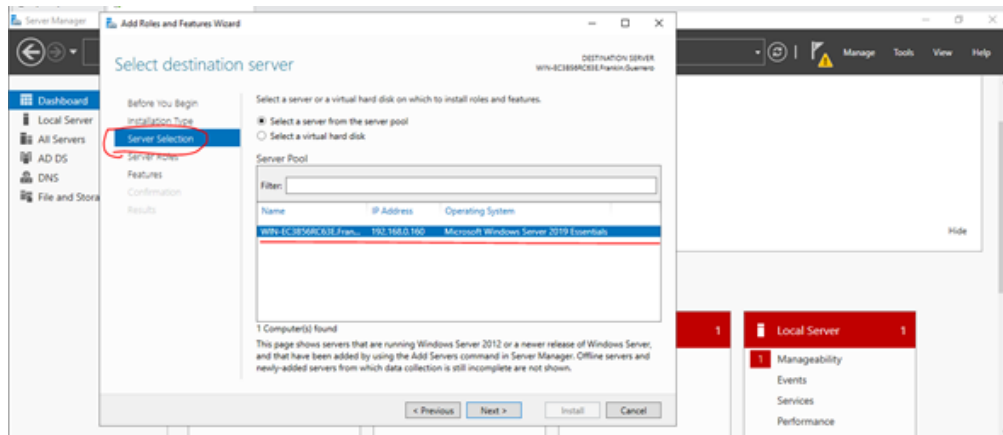 Server Manager
Add Roles and Features Wizard
Manage Tools View Help
Select destination server
DESTINATION SERVER
Dashboard
Local Server
All Servers
AD DS
DNS
File and Stora
Before You Begin
Installation Type
Server Selection
Server Roles
Features
Confirmation
Results
Select a server or a virtual hard disk on which to install roles and features.
Select a server from the server pool
Select a virtual hard disk
Server Pool
Filter:
Name IP Address Operating System
WIN-EC3B56RC63E.Fran... 192.168.0.160 Microsoft Windows Server 2019 Essentials
1 Computer(s) found
This page shows servers that are running Windows Server 2012 or a newer release of Windows Server,
and that have been added by using the Add Servers command in Server Manager. Offline servers and
newly-added servers from which data collection is still incomplete are not shown.
< Previous Next > Install Cancel
Hide
1
Local Server 1
1 Manageability
Events
Services
Performance